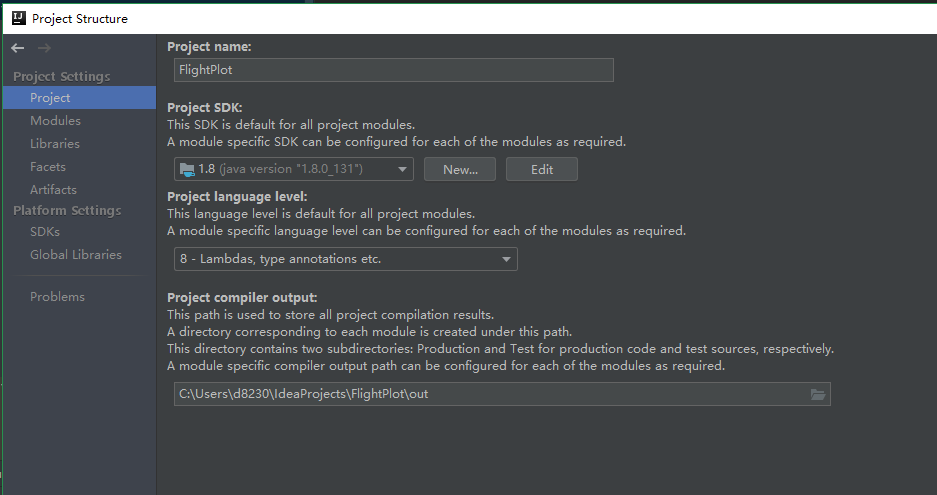 Project Structure
Project Settings
Project
Modules
Libraries
Facets
Artifacts
Platform Settings
SDKs
Global Libraries
Problems
Project name:
FlightPlot
Project SDK:
This SDK is default for all project modules.
A module specific SDK can be configured for each of the modules as required.
1.8 (java version "1.8.0_131")
New...
Edit
Project language level:
This language level is default for all project modules.
A module specific language level can be configured for each of the modules as required.
8 - Lambdas, type annotations etc.
Project compiler output:
This path is used to store all project compilation results.
A directory corresponding to each module is created under this path.
This directory contains two subdirectories: Production and Test for production code and test sources, respectively.
A module specific compiler output path can be configured for each of the modules as required.
C:\Users\d8230\IdeaProjects\FlightPlot\out